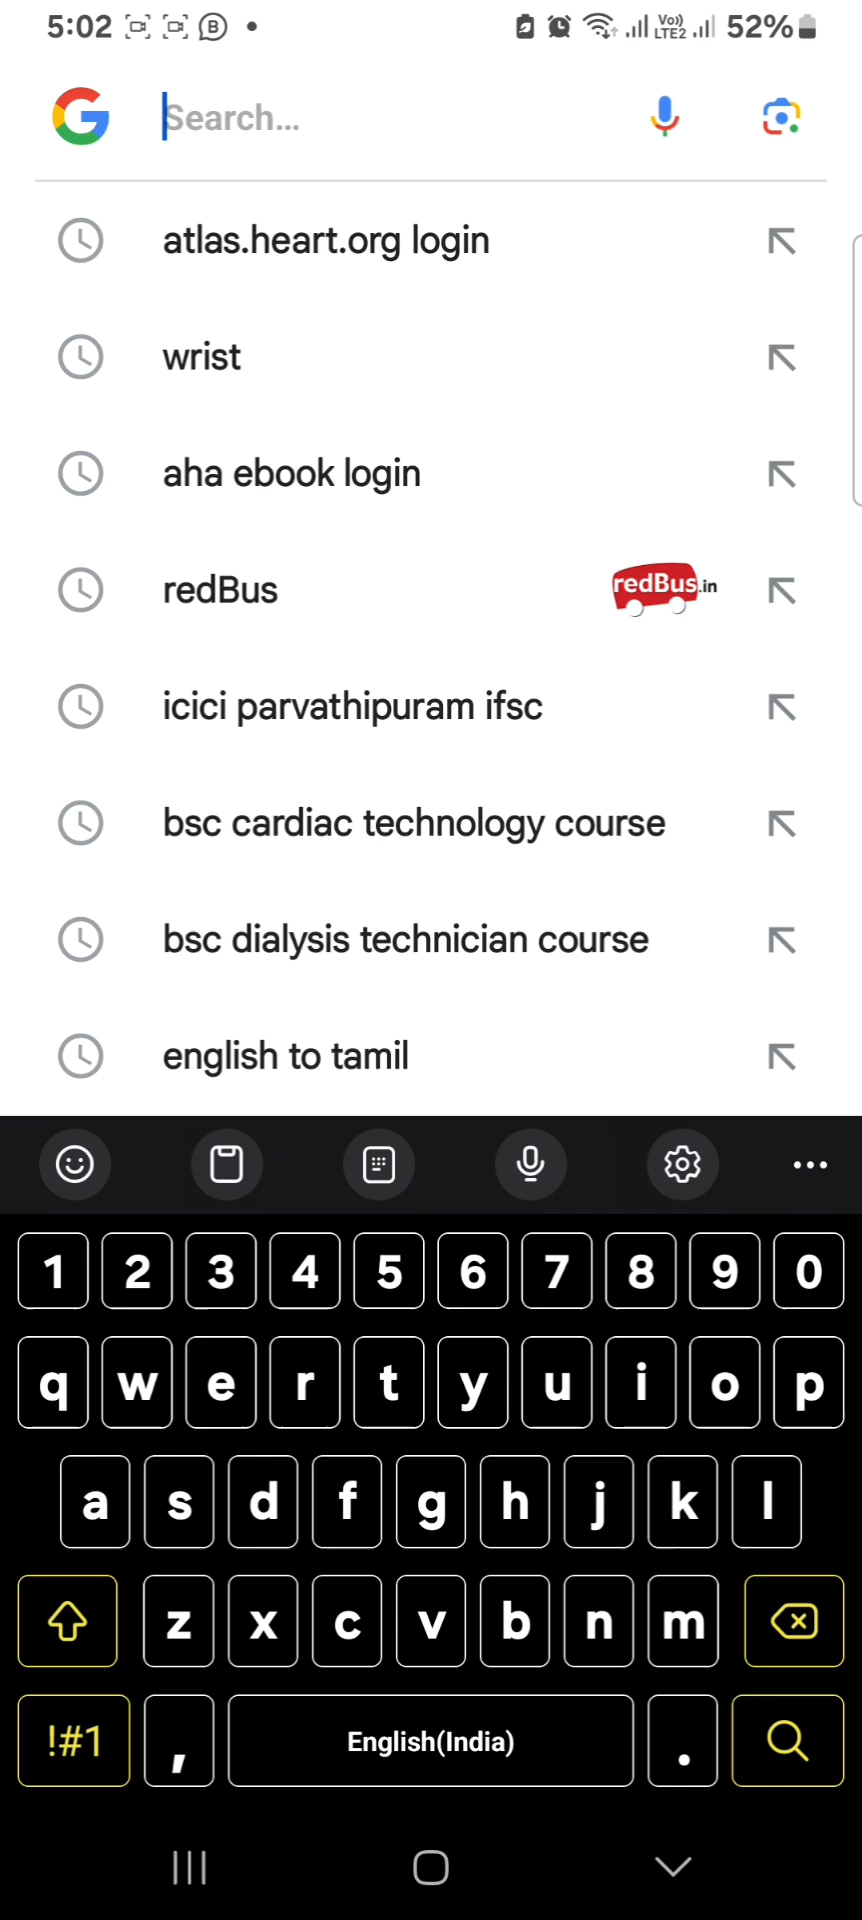 5:02 B 52%
Vo))
LTE2
Search...
atlas.heart.org login
wrist
aha ebook login
redBus redBus.in
icici parvathipuram ifsc
bsc cardiac technology course
bsc dialysis technician course
english to tamil
1 2 3 4 5 6 7 8 9 0
q w e r t y u i o p
a s d f g h j k l
z x c v b n m
!#1 , English(India) .